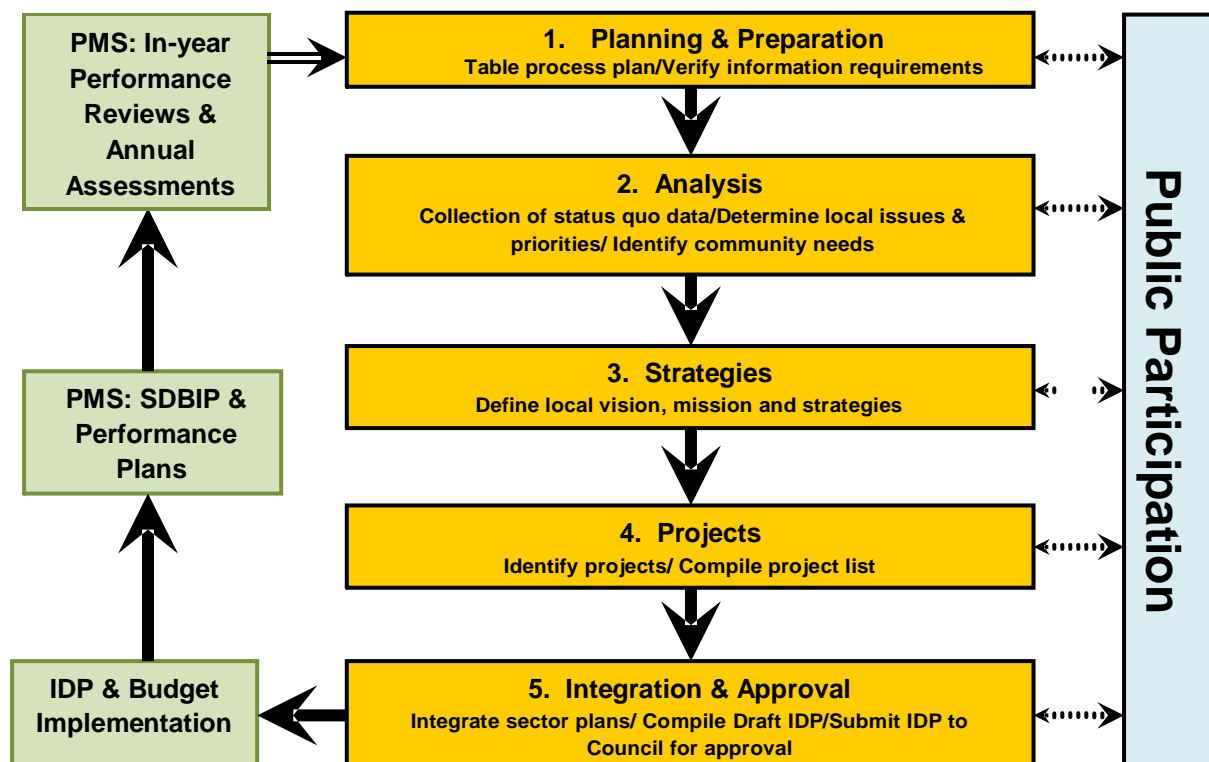 PMS: In-year
Performance
Reviews &
Annual
Assessments
PMS: SDBIP &
Performance
Plans
IDP & Budget
Implementation
1. Planning & Preparation
Table process plan/Verify information requirements
2. Analysis
Collection of status quo data/Determine local issues &
priorities/ Identify community needs
3. Strategies
Define local vision, mission and strategies
4. Projects
Identify projects/ Compile project list
5. Integration & Approval
Integrate sector plans/ Compile Draft IDP/Submit IDP to
Council for approval
Public Participation